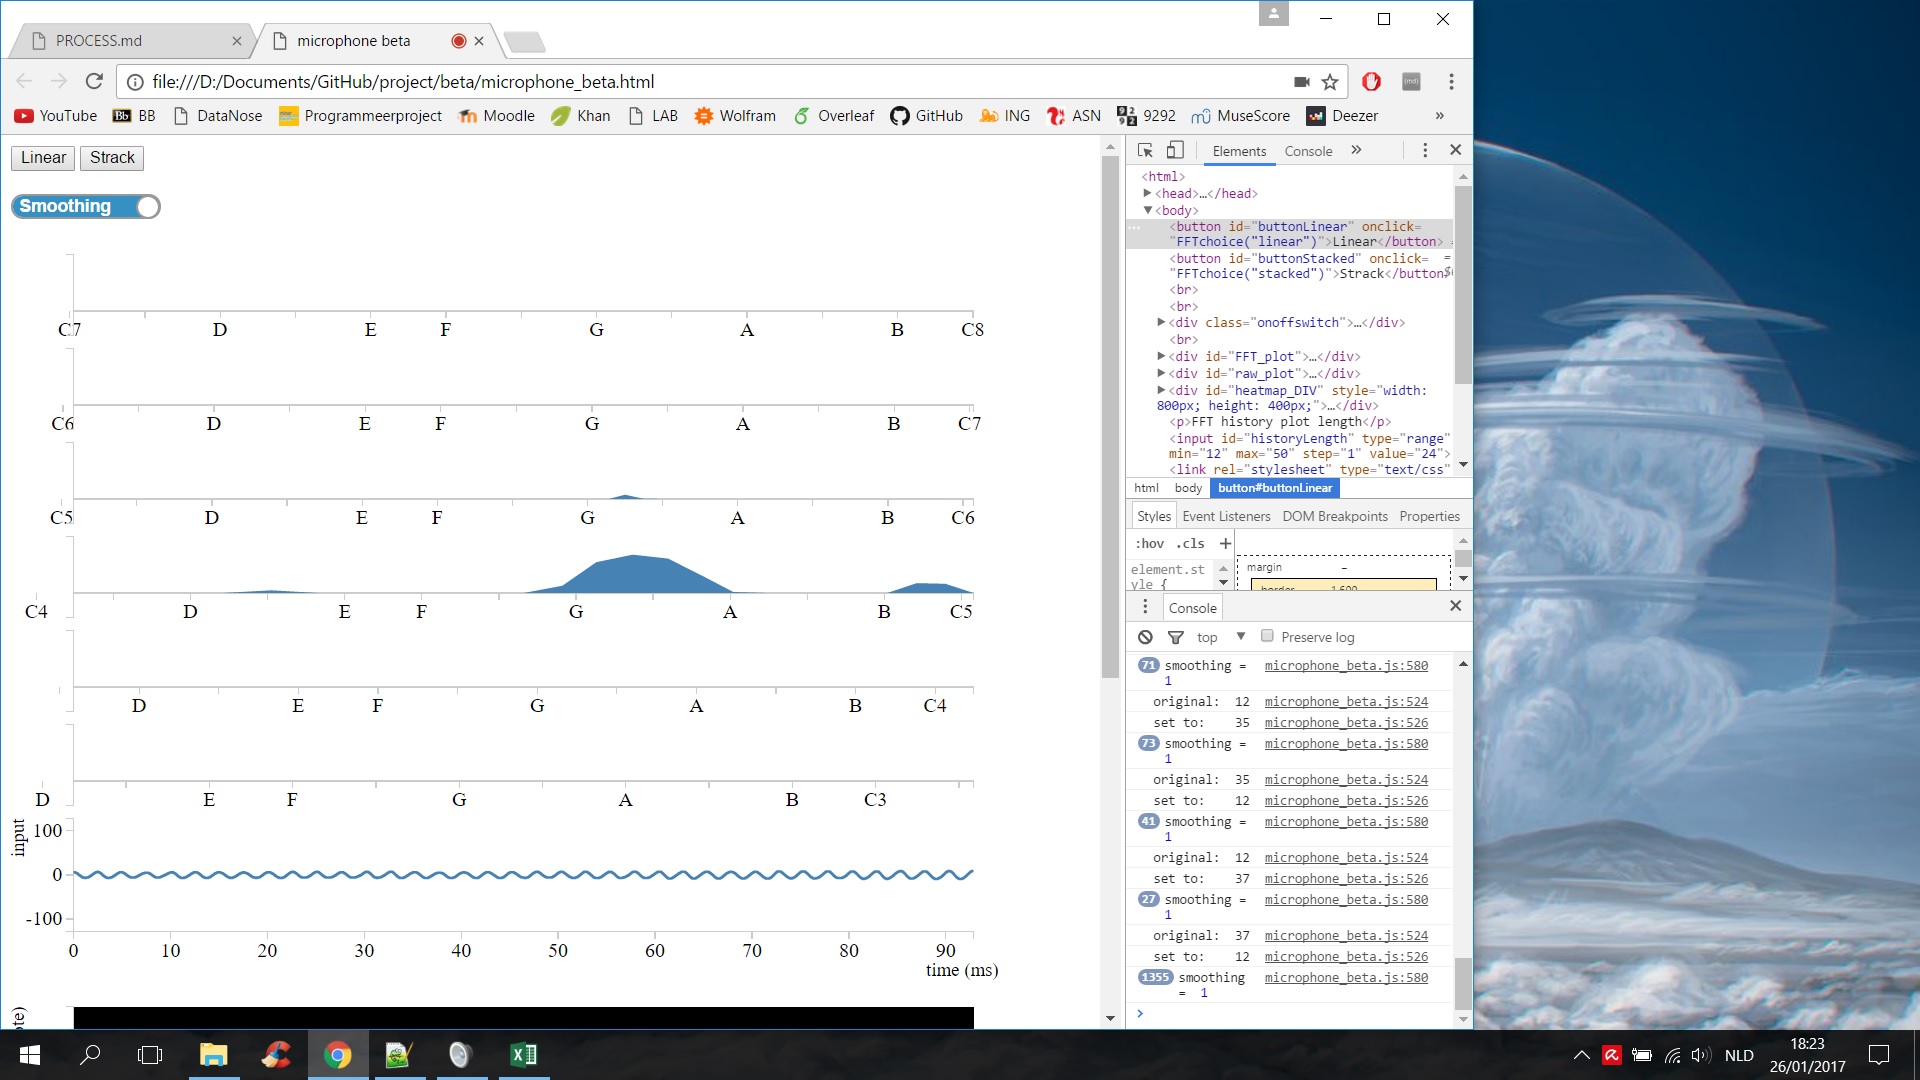 PROCESS.md
microphone beta
file:///D:/Documents/GitHub/project/beta/microphone_beta.html
YouTube BB DataNose Programmeerproject Moodle Khan LAB Wolfram Overleaf GitHub ING ASN 9292 MuseScore Deezer »
Linear Strack
Smoothing
C7 D E F G A B C8
C6 D E F G A B C7
C5 D E F G A B C6
C4 D E F G A B C5
D E F G A B C4
D E F G A B C3
input
100
0
-100
0 10 20 30 40 50 60 70 80 90
time (ms)
Elements Console »
<html>
<head>…</head>
<body>
<button id="buttonLinear" onclick=
"FFTchoice("linear")">Linear</button>
<button id="buttonStacked" onclick=
"FFTchoice("stacked")">Strack</button
<br>
<br>
<div class="onoffswitch">…</div>
<br>
<div id="FFT_plot">…</div>
<div id="raw_plot">…</div>
<div id="heatmap_DIV" style="width:
800px; height: 400px;">…</div>
<p>FFT history plot length</p>
<input id="historyLength" type="range"
min="12" max="50" step="1" value="24">
<link rel="stylesheet" type="text/css"
html body button#buttonLinear
Styles Event Listeners DOM Breakpoints Properties
:hov .cls +
element.st
yle {
margin –
border 1.600
Console
top Preserve log
71 smoothing = microphone_beta.js:580
1
original: 12 microphone_beta.js:524
set to: 35 microphone_beta.js:526
73 smoothing = microphone_beta.js:580
1
original: 35 microphone_beta.js:524
set to: 12 microphone_beta.js:526
41 smoothing = microphone_beta.js:580
1
original: 12 microphone_beta.js:524
set to: 37 microphone_beta.js:526
27 smoothing = microphone_beta.js:580
1
original: 37 microphone_beta.js:524
set to: 12 microphone_beta.js:526
1355 smoothing microphone_beta.js:580
= 1
NLD
18:23
26/01/2017